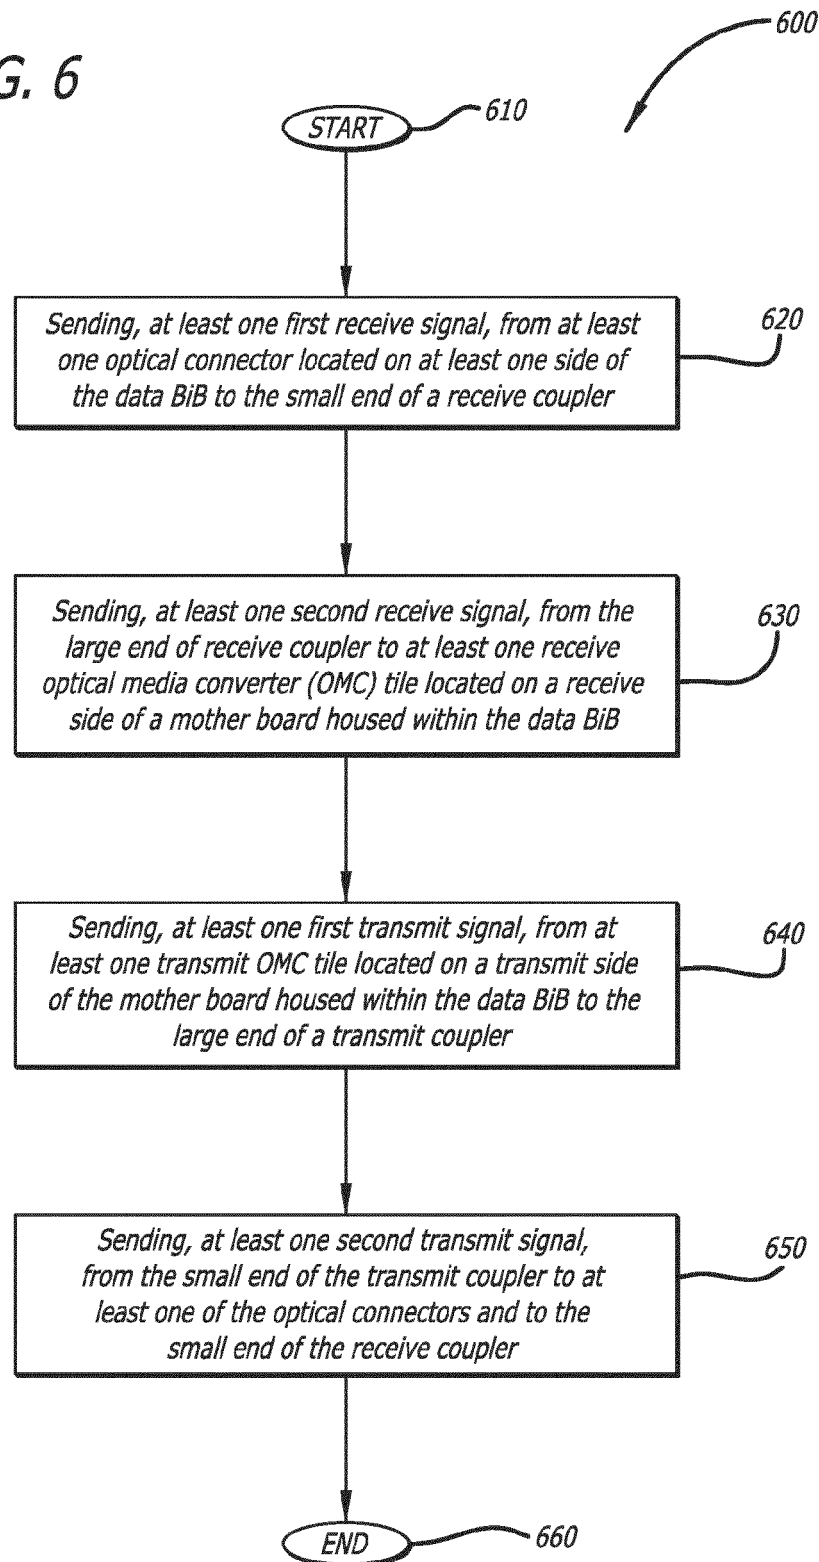 G. 6
600
START
610
Sending, at least one first receive signal, from at least
one optical connector located on at least one side of
the data BiB to the small end of a receive coupler
620
Sending, at least one second receive signal, from the
large end of receive coupler to at least one receive
optical media converter (OMC) tile located on a receive
side of a mother board housed within the data BiB
630
Sending, at least one first transmit signal, from at
least one transmit OMC tile located on a transmit side
of the mother board housed within the data BiB to the
large end of a transmit coupler
640
Sending, at least one second transmit signal,
from the small end of the transmit coupler to at
least one of the optical connectors and to the
small end of the receive coupler
650
END
660